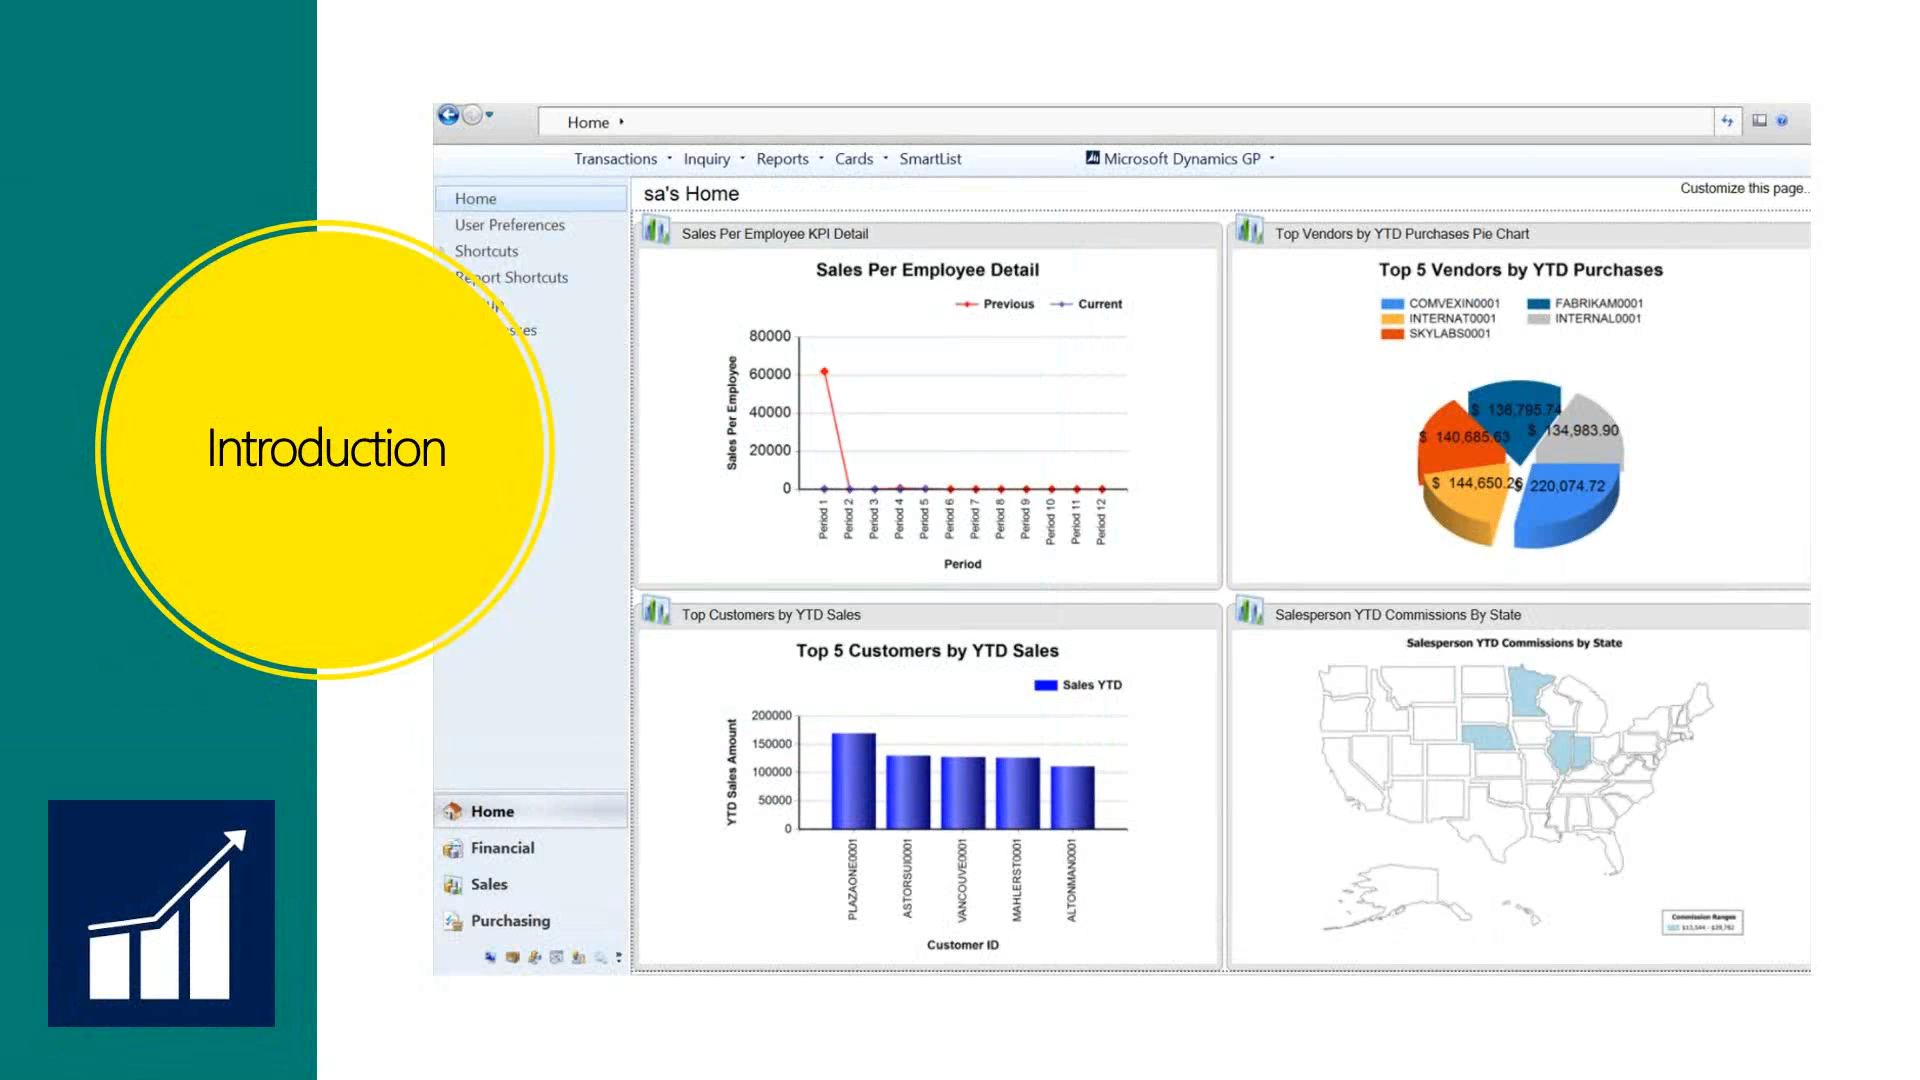 Introduction
Home
Transactions Inquiry Reports Cards SmartList Microsoft Dynamics GP
Home
User Preferences
Shortcuts
Report Shortcuts
sa's Home
Customize this page..
Sales Per Employee KPI Detail
Sales Per Employee Detail
Previous Current
80000
60000
40000
20000
0
Sales Per Employee
Period 1
Period 2
Period 3
Period 4
Period 5
Period 6
Period 7
Period 8
Period 9
Period 10
Period 11
Period 12
Period
Top Vendors by YTD Purchases Pie Chart
Top 5 Vendors by YTD Purchases
COMVEXIN0001 FABRIKAM0001
INTERNAT0001 INTERNAL0001
SKYLABS0001
$ 136,795.74
$ 134,983.90
$ 140,685.63
$ 144,650.26
$ 220,074.72
Top Customers by YTD Sales
Top 5 Customers by YTD Sales
Sales YTD
200000
150000
100000
50000
0
YTD Sales Amount
PLAZAONE0001
ASTORSUI0001
VANCOUVE0001
MAHLERST0001
ALTONMAN0001
Customer ID
Salesperson YTD Commissions By State
Salesperson YTD Commissions by State
Commission Ranges
Home
Financial
Sales
Purchasing